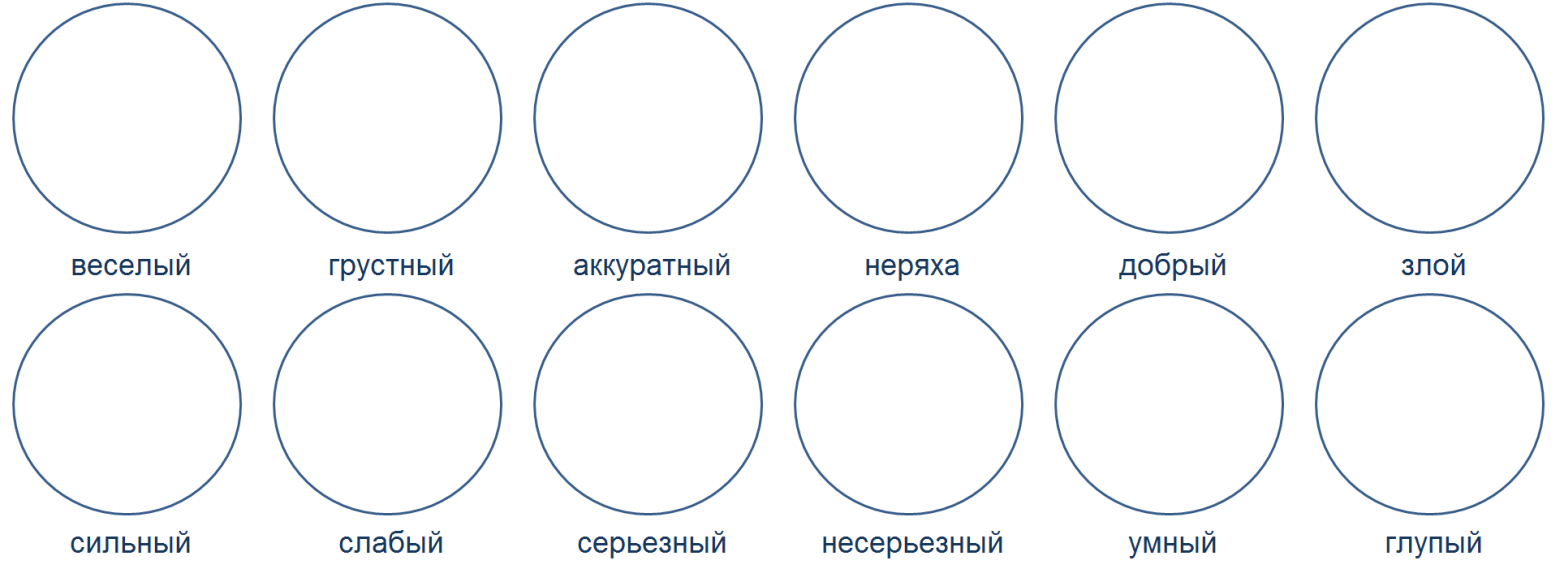 веселый грустный аккуратный неряха добрый злой
сильный слабый серьезный несерьезный умный глупый